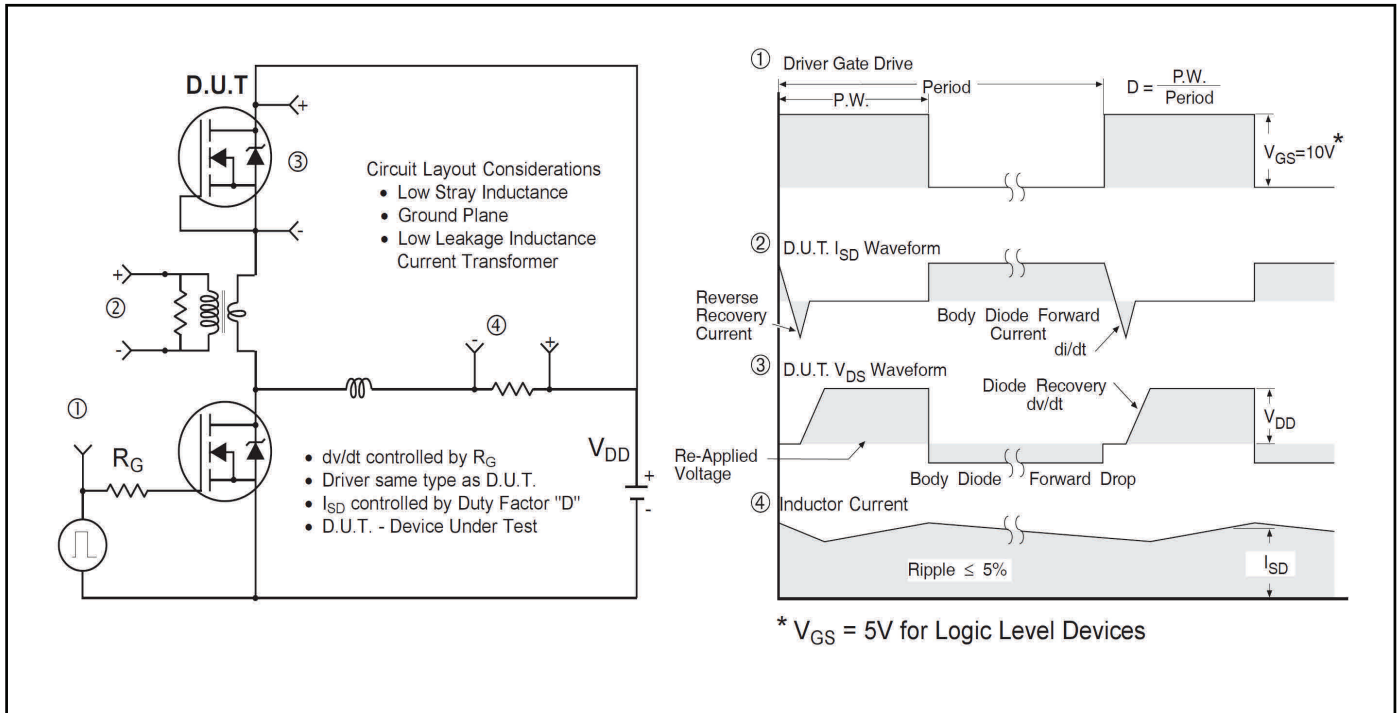 D.U.T
+
③
-
Circuit Layout Considerations
• Low Stray Inductance
• Ground Plane
• Low Leakage Inductance
Current Transformer
+
②
-
④
- +
①
R_G
V_DD
+
-
• dv/dt controlled by R_G
• Driver same type as D.U.T.
• I_SD controlled by Duty Factor "D"
• D.U.T. - Device Under Test
① Driver Gate Drive
Period
P.W.
D = P.W. / Period
V_GS=10V *
② D.U.T. I_SD Waveform
Reverse
Recovery
Current
Body Diode Forward
Current
di/dt
③ D.U.T. V_DS Waveform
Diode Recovery
dv/dt
V_DD
Re-Applied
Voltage
Body Diode Forward Drop
④ Inductor Current
Ripple ≤ 5%
I_SD
* V_GS = 5V for Logic Level Devices